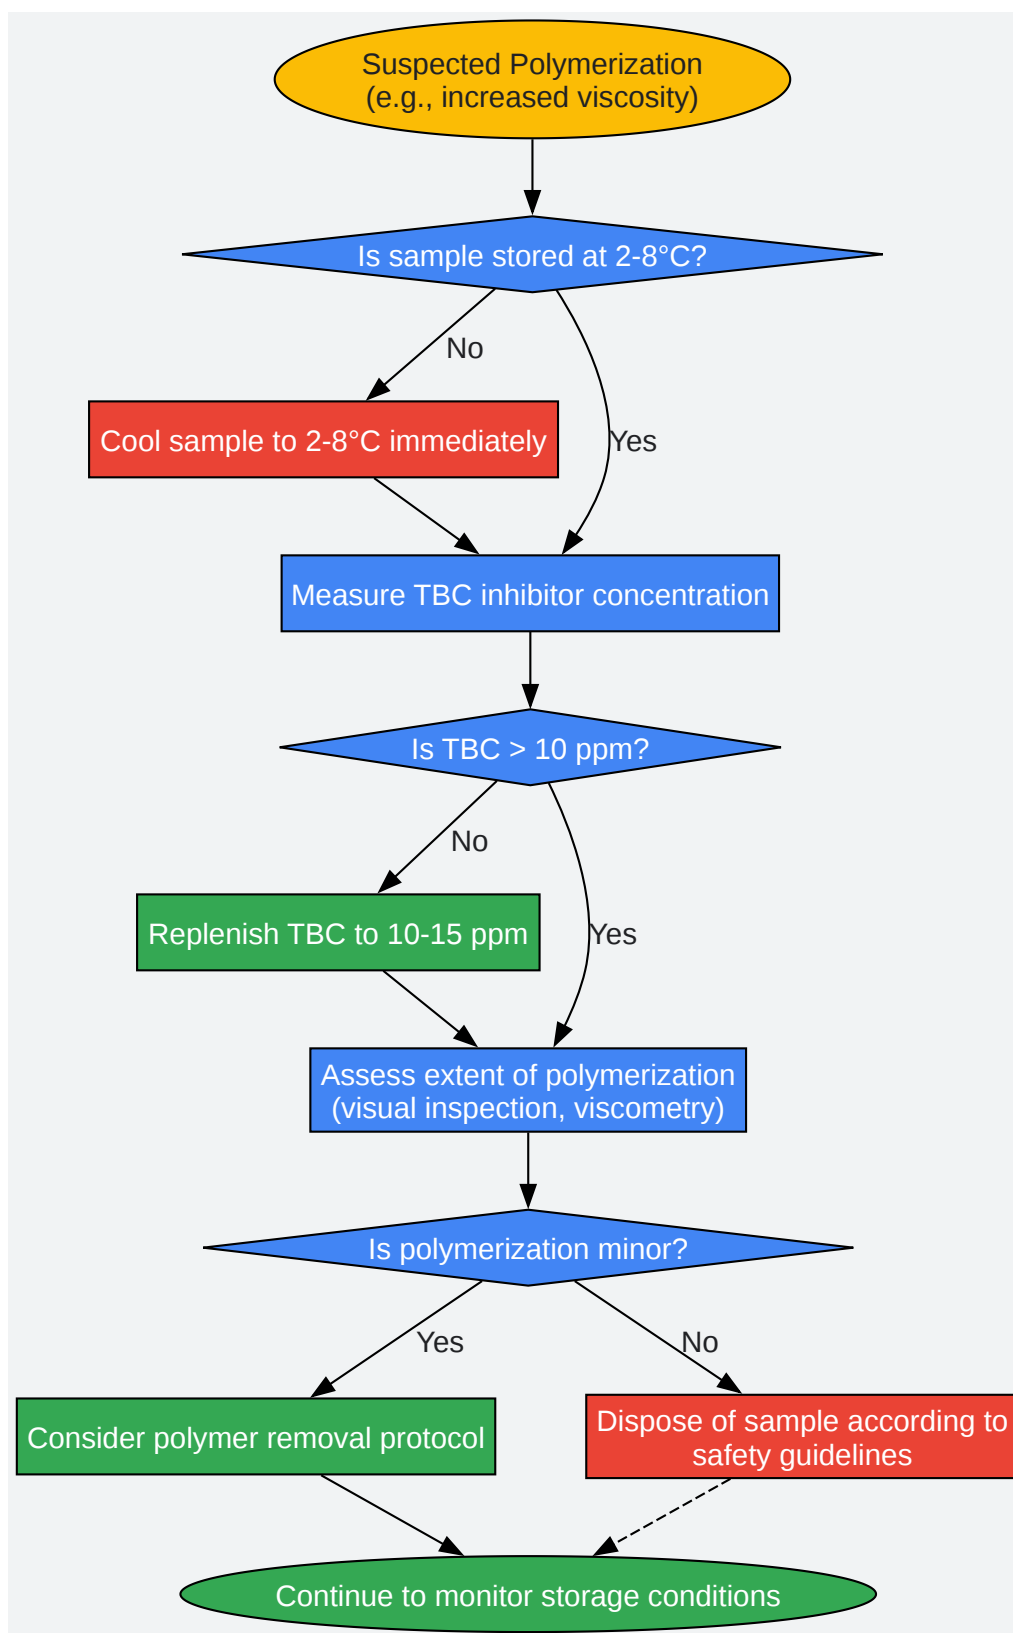 Suspected Polymerization
(e.g., increased viscosity)
Is sample stored at 2-8°C?
No
Cool sample to 2-8°C immediately
Yes
Measure TBC inhibitor concentration
Is TBC > 10 ppm?
No
Replenish TBC to 10-15 ppm
Yes
Assess extent of polymerization
(visual inspection, viscometry)
Is polymerization minor?
Yes
No
Consider polymer removal protocol
Dispose of sample according to
safety guidelines
Continue to monitor storage conditions